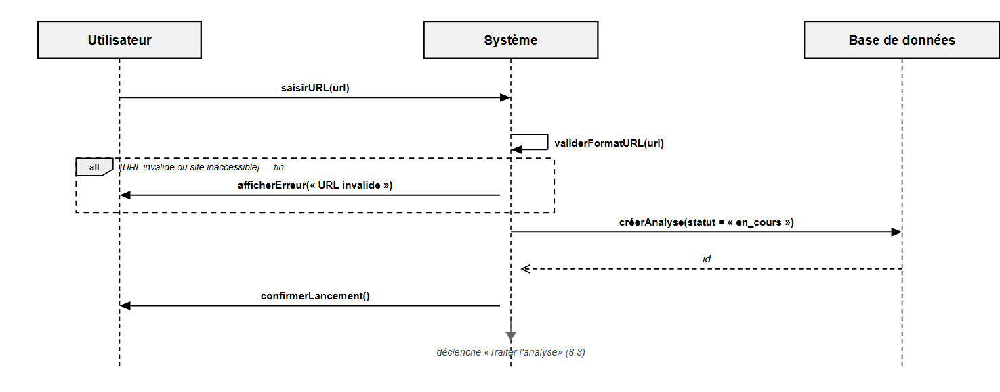 Utilisateur
Système
Base de données
saisirURL(url)
validerFormatURL(url)
alt
[URL invalide ou site inaccessible] — fin
afficherErreur(« URL invalide »)
créerAnalyse(statut = « en_cours »)
id
confirmerLancement()
déclenche «Traiter l'analyse» (8.3)